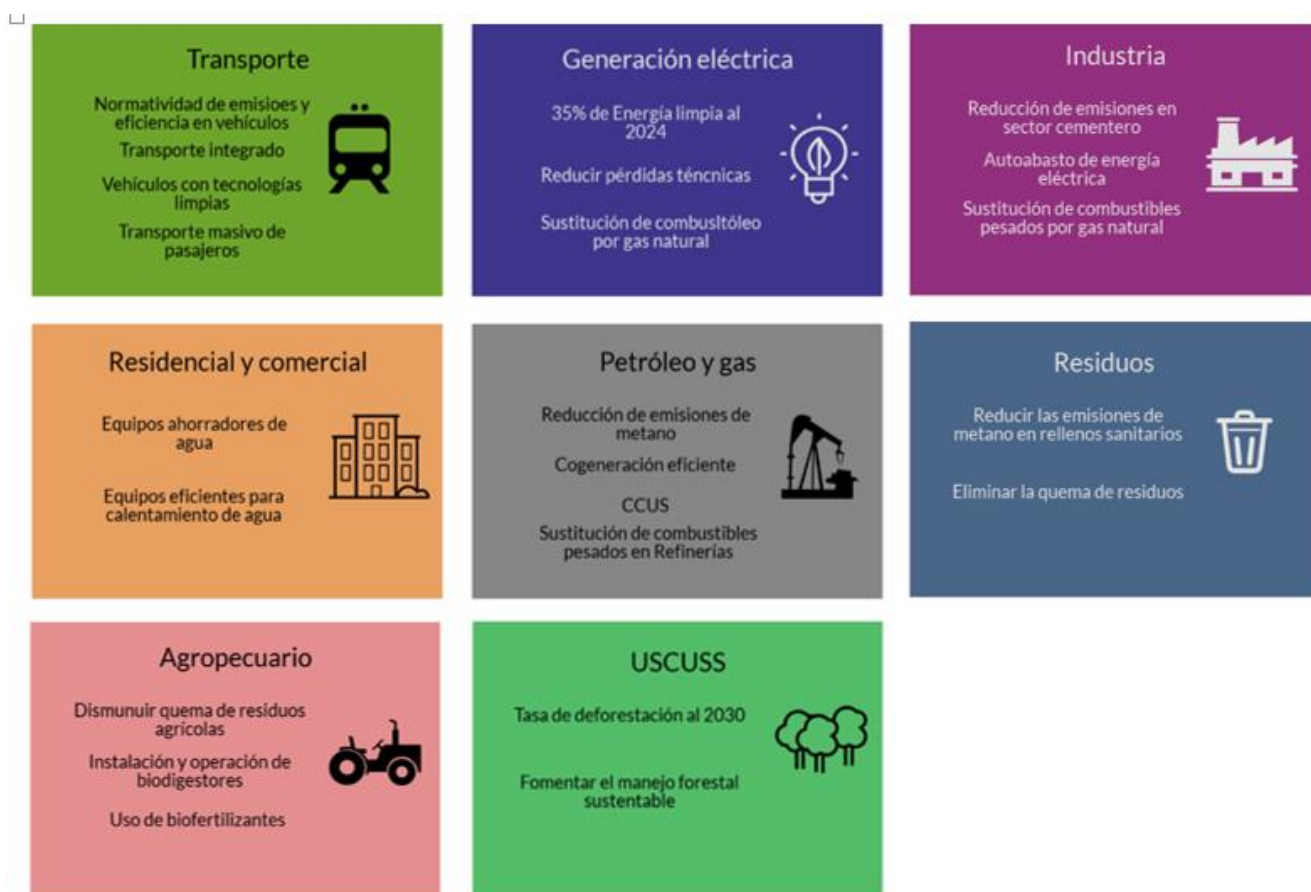 Transporte
Normatividad de emisioes y
eficiencia en vehículos
Transporte integrado
Vehículos con tecnologías
limpias
Transporte masivo de
pasajeros
Generación eléctrica
35% de Energía limpia al
2024
Reducir pérdidas téncnicas
Sustitución de combusltóleo
por gas natural
Industria
Reducción de emisiones en
sector cementero
Autoabasto de energía
eléctrica
Sustitución de combustibles
pesados por gas natural
Residencial y comercial
Equipos ahorradores de
agua
Equipos eficientes para
calentamiento de agua
Petróleo y gas
Reducción de emisiones de
metano
Cogeneración eficiente
CCUS
Sustitución de combustibles
pesados en Refinerías
Residuos
Reducir las emisiones de
metano en rellenos sanitarios
Eliminar la quema de residuos
Agropecuario
Dismunuir quema de residuos
agrícolas
Instalación y operación de
biodigestores
Uso de biofertilizantes
USCUSS
Tasa de deforestación al 2030
Fomentar el manejo forestal
sustentable